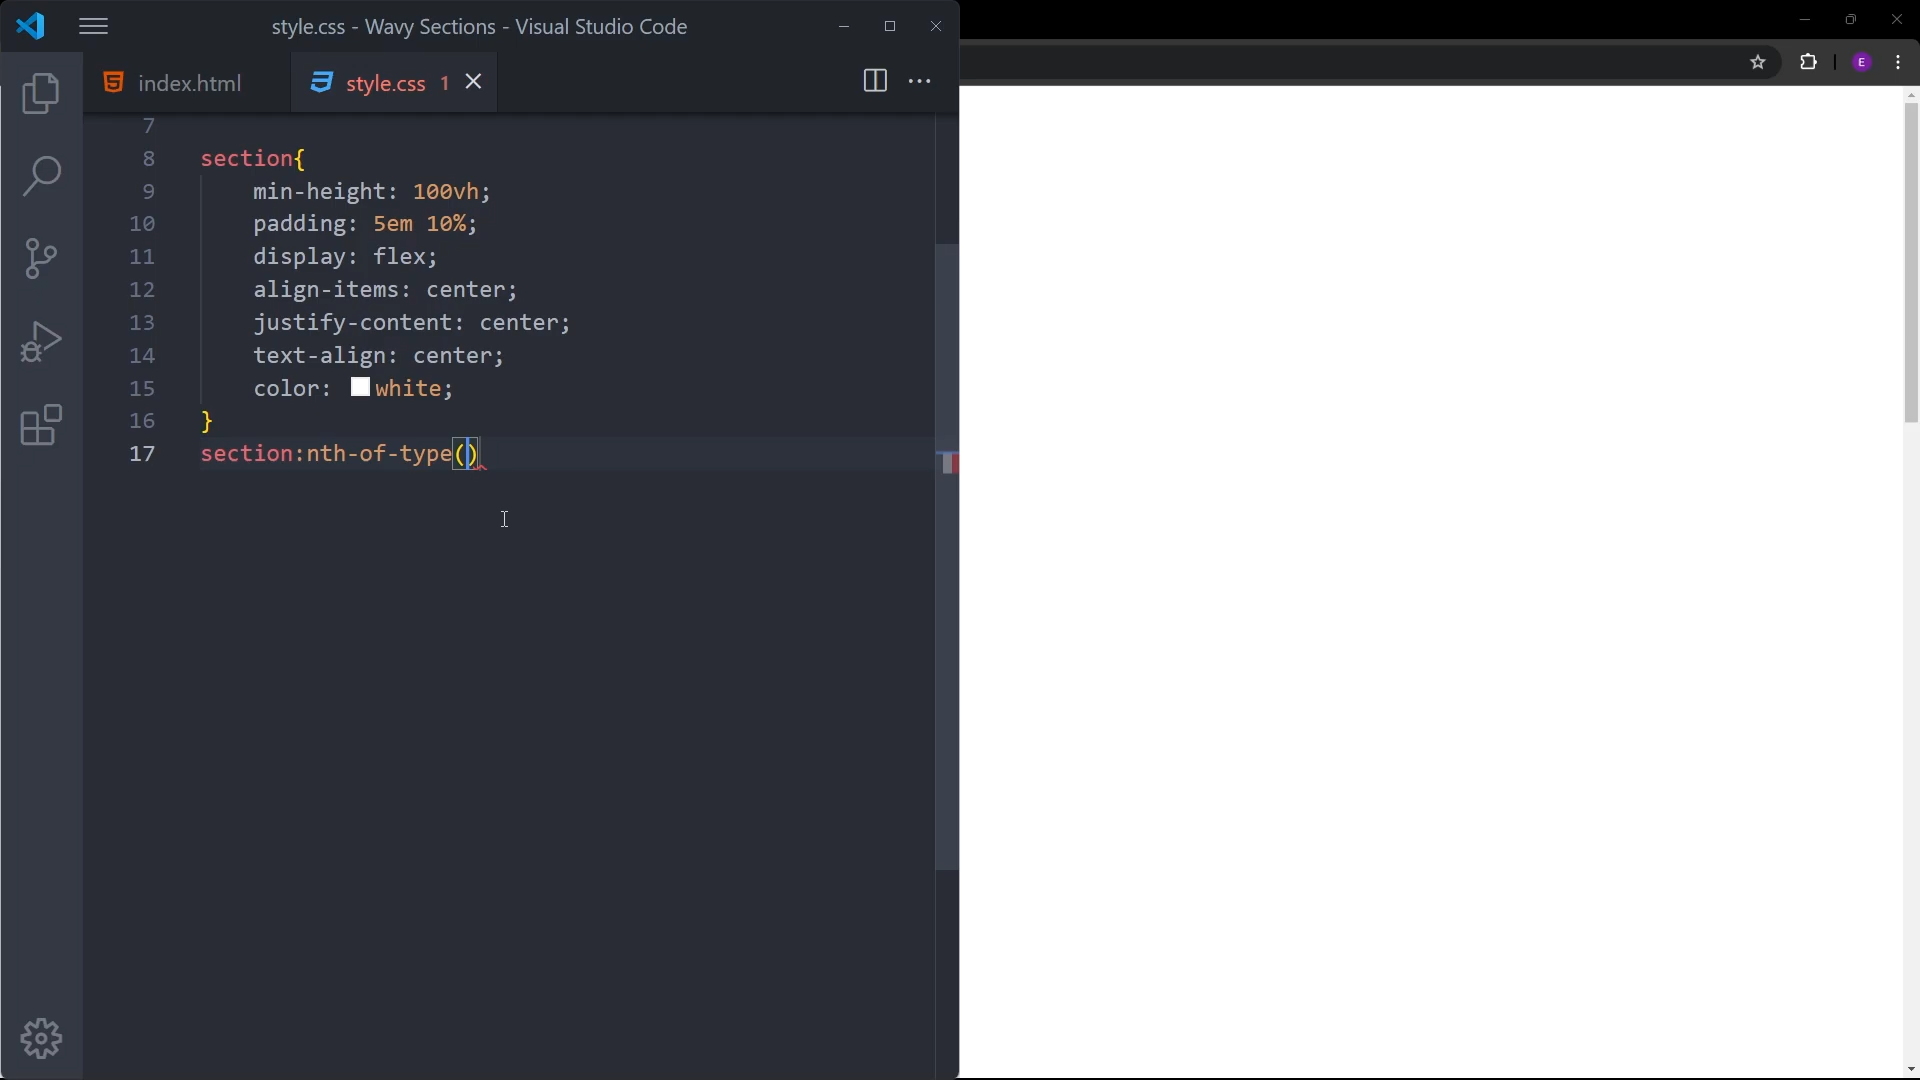 style.css - Wavy Sections - Visual Studio Code
index.html
style.css 1
E
7
8 section{
9 min-height: 100vh;
10 padding: 5em 10%;
11 display: flex;
12 align-items: center;
13 justify-content: center;
14 text-align: center;
15 color: white;
16 }
17 section:nth-of-type()